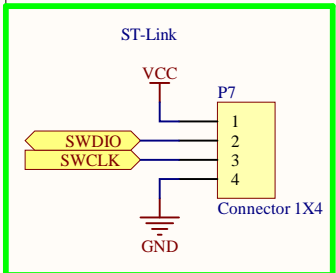 ST-Link
VCC
P7
1
SWDIO 2
SWCLK 3
4
Connector 1X4
GND